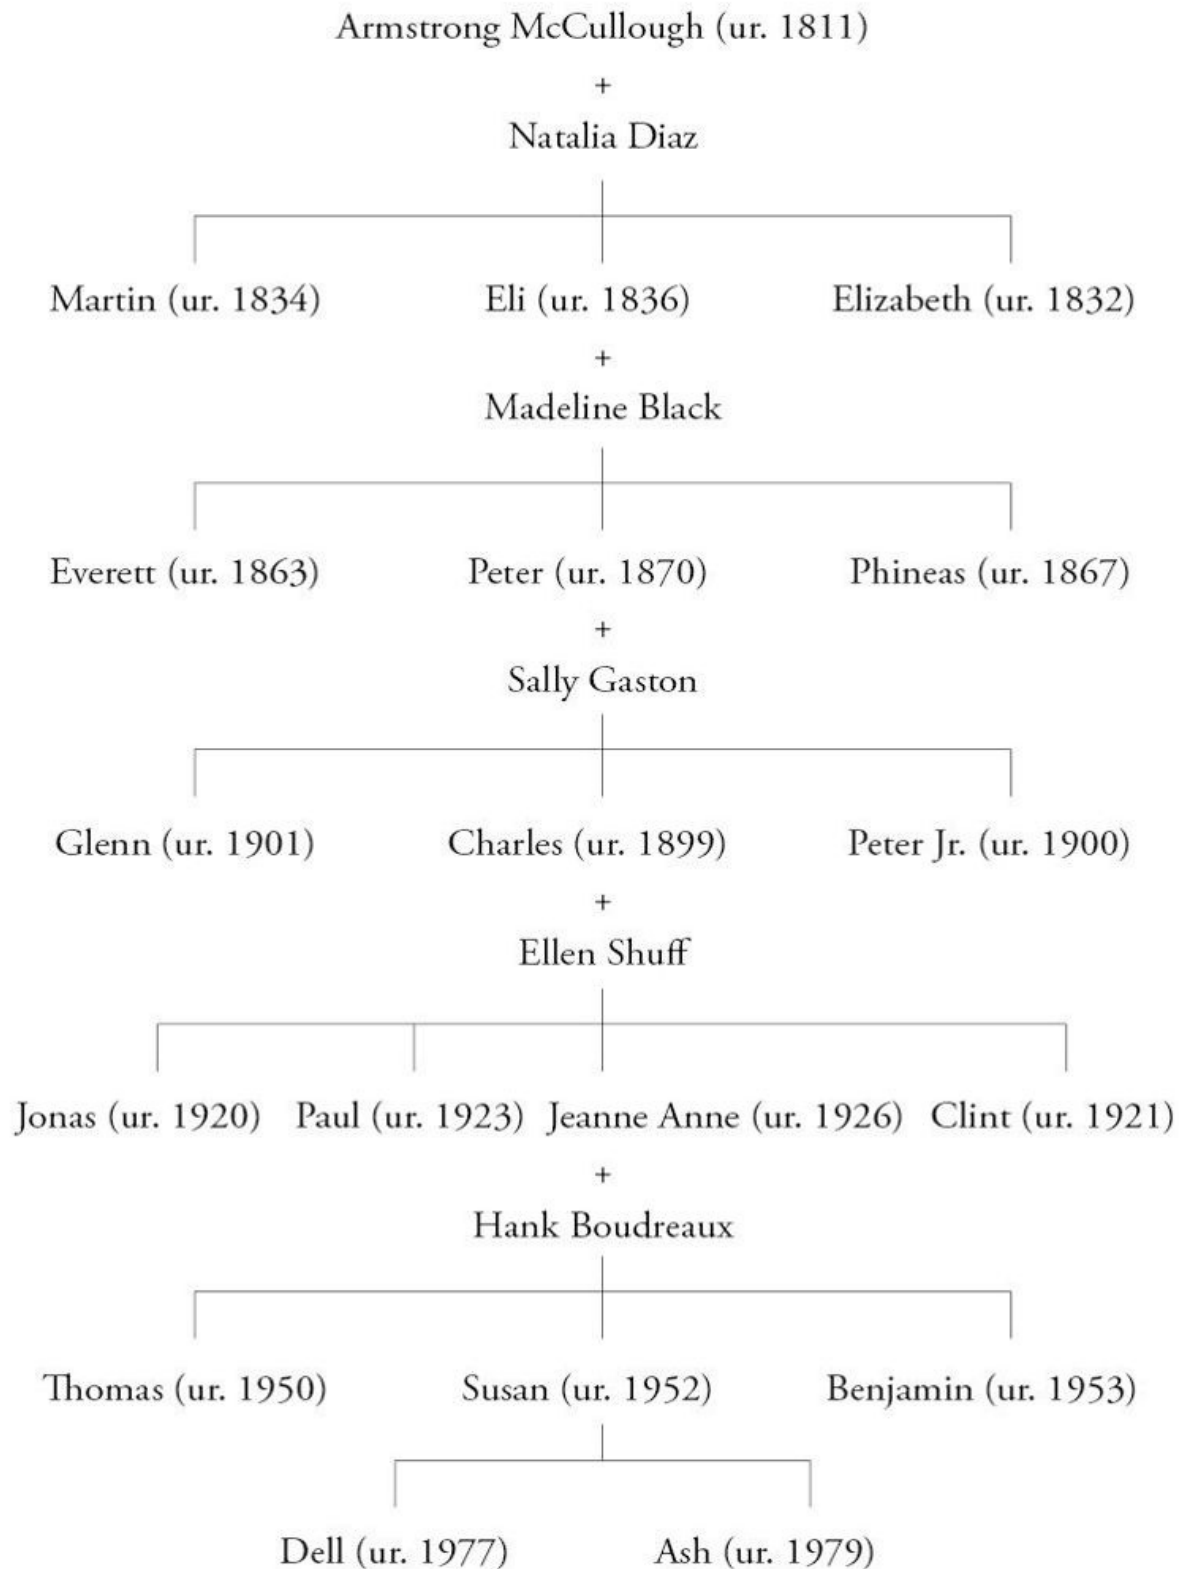 Armstrong McCullough (ur. 1811)
+
Natalia Diaz
Martin (ur. 1834) Eli (ur. 1836) Elizabeth (ur. 1832)
+
Madeline Black
Everett (ur. 1863) Peter (ur. 1870) Phineas (ur. 1867)
+
Sally Gaston
Glenn (ur. 1901) Charles (ur. 1899) Peter Jr. (ur. 1900)
+
Ellen Shuff
Jonas (ur. 1920) Paul (ur. 1923) Jeanne Anne (ur. 1926) Clint (ur. 1921)
+
Hank Boudreaux
Thomas (ur. 1950) Susan (ur. 1952) Benjamin (ur. 1953)
Dell (ur. 1977) Ash (ur. 1979)